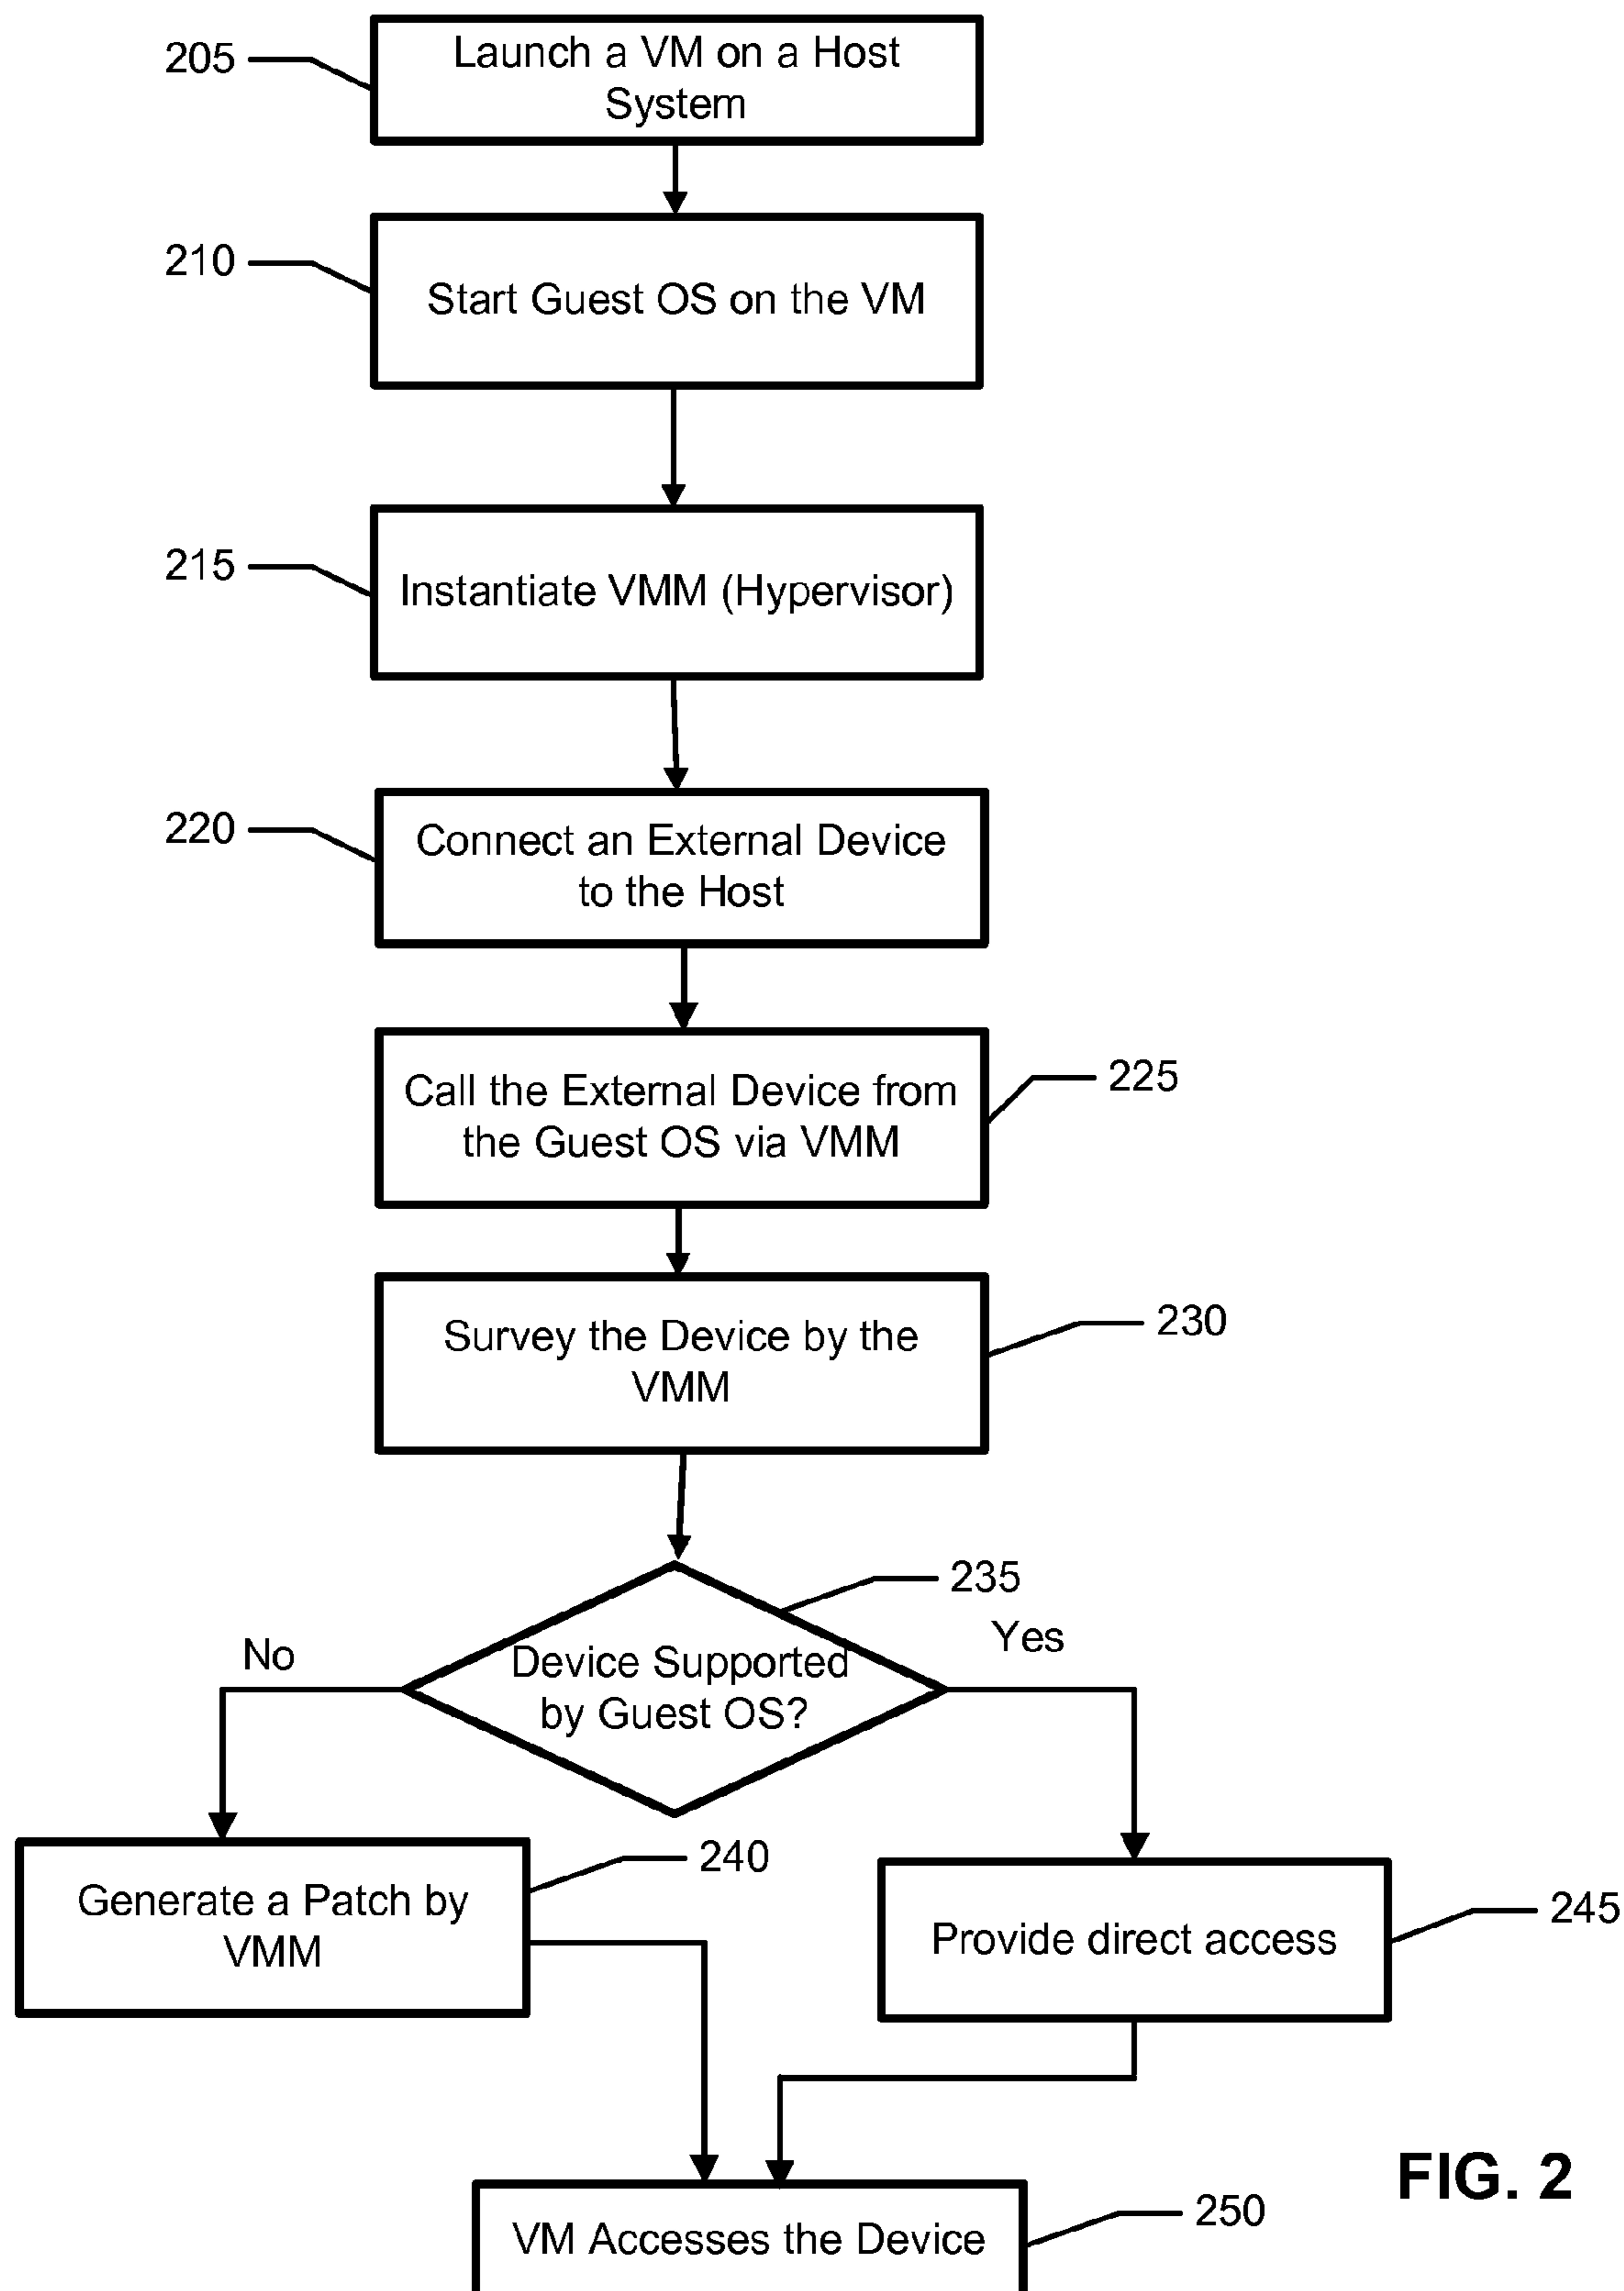 205
Launch a VM on a Host
System
210
Start Guest OS on the VM
215
Instantiate VMM (Hypervisor)
220
Connect an External Device
to the Host
Call the External Device from
the Guest OS via VMM
225
Survey the Device by the
VMM
230
235
No
Yes
Device Supported
by Guest OS?
Generate a Patch by
VMM
240
Provide direct access
245
VM Accesses the Device
250
FIG. 2